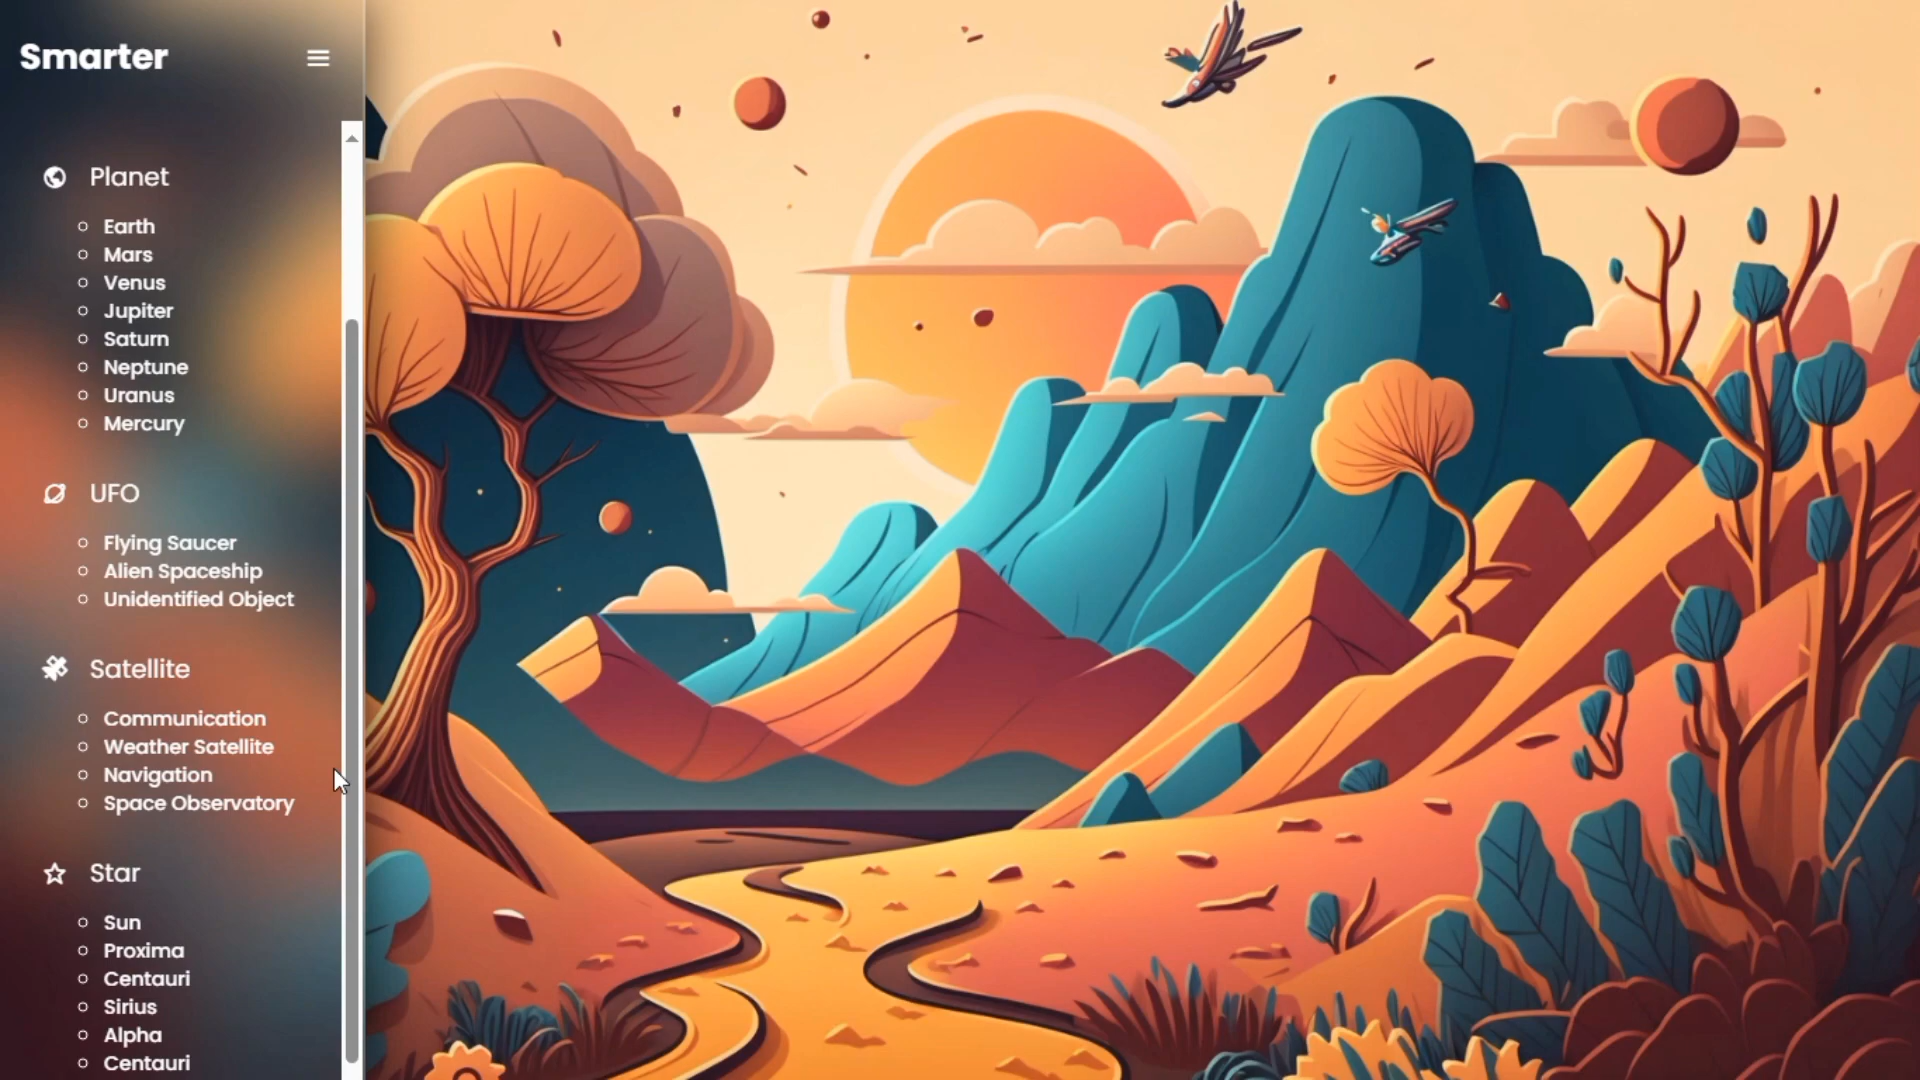 Smarter
Planet
Earth
Mars
Venus
Jupiter
Saturn
Neptune
Uranus
Mercury
UFO
Flying Saucer
Alien Spaceship
Unidentified Object
Satellite
Communication
Weather Satellite
Navigation
Space Observatory
Star
Sun
Proxima
Centauri
Sirius
Alpha
Centauri